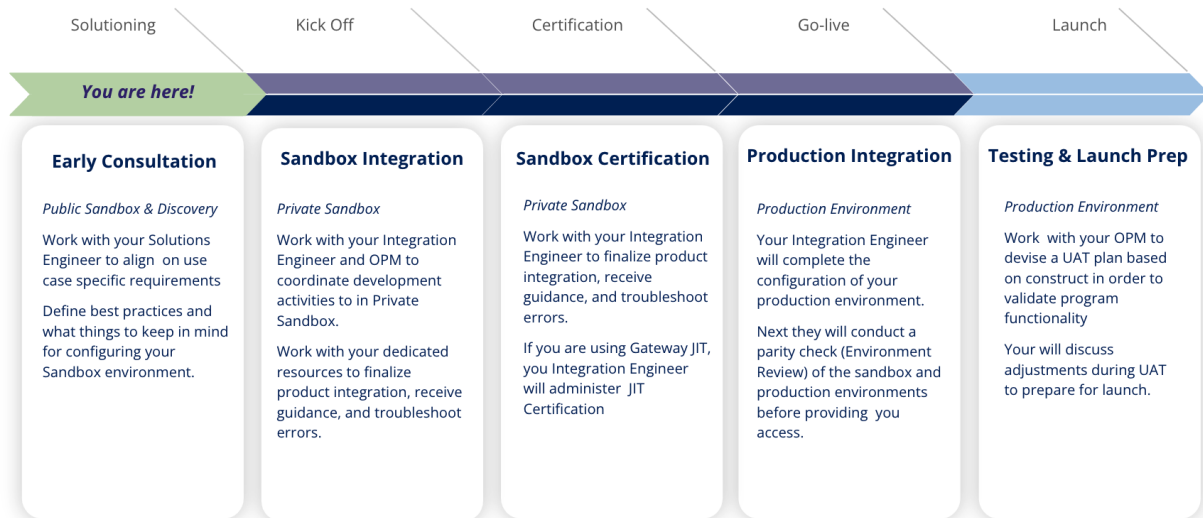 Solutioning
Kick Off
Certification
Go-live
Launch
You are here!
Early Consultation
Public Sandbox & Discovery
Work with your Solutions
Engineer to align on use
case specific requirements
Define best practices and
what things to keep in mind
for configuring your
Sandbox environment.
Sandbox Integration
Private Sandbox
Work with your Integration
Engineer and OPM to
coordinate development
activities to in Private
Sandbox.
Work with your dedicated
resources to finalize
product integration, receive
guidance, and troubleshoot
errors.
Sandbox Certification
Private Sandbox
Work with your Integration
Engineer to finalize product
integration, receive
guidance, and troubleshoot
errors.
If you are using Gateway JIT,
you Integration Engineer
will administer JIT
Certification
Production Integration
Production Environment
Your Integration Engineer
will complete the
configuration of your
production environment.
Next they will conduct a
parity check (Environment
Review) of the sandbox and
production environments
before providing you
access.
Testing & Launch Prep
Production Environment
Work with your OPM to
devise a UAT plan based
on construct in order to
validate program
functionality
Your will discuss
adjustments during UAT
to prepare for launch.